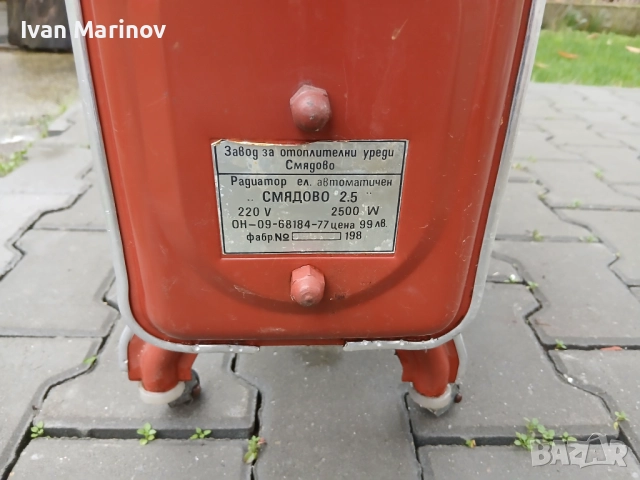 Ivan Marinov
Завод за отоплителни уреди
Смядово
Радиатор ел. автоматичен
„ СМЯДОВО 2.5 "
220 V 2500 W
ОН-09-68184-77 цена 99 лв.
фабр № 198
BAZAR